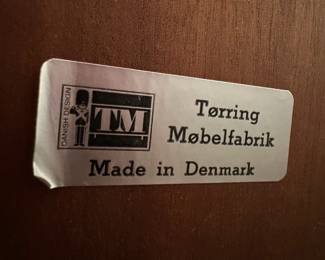 DANISH DESIGN
TM
Tørring
Møbelfabrik
Made in Denmark